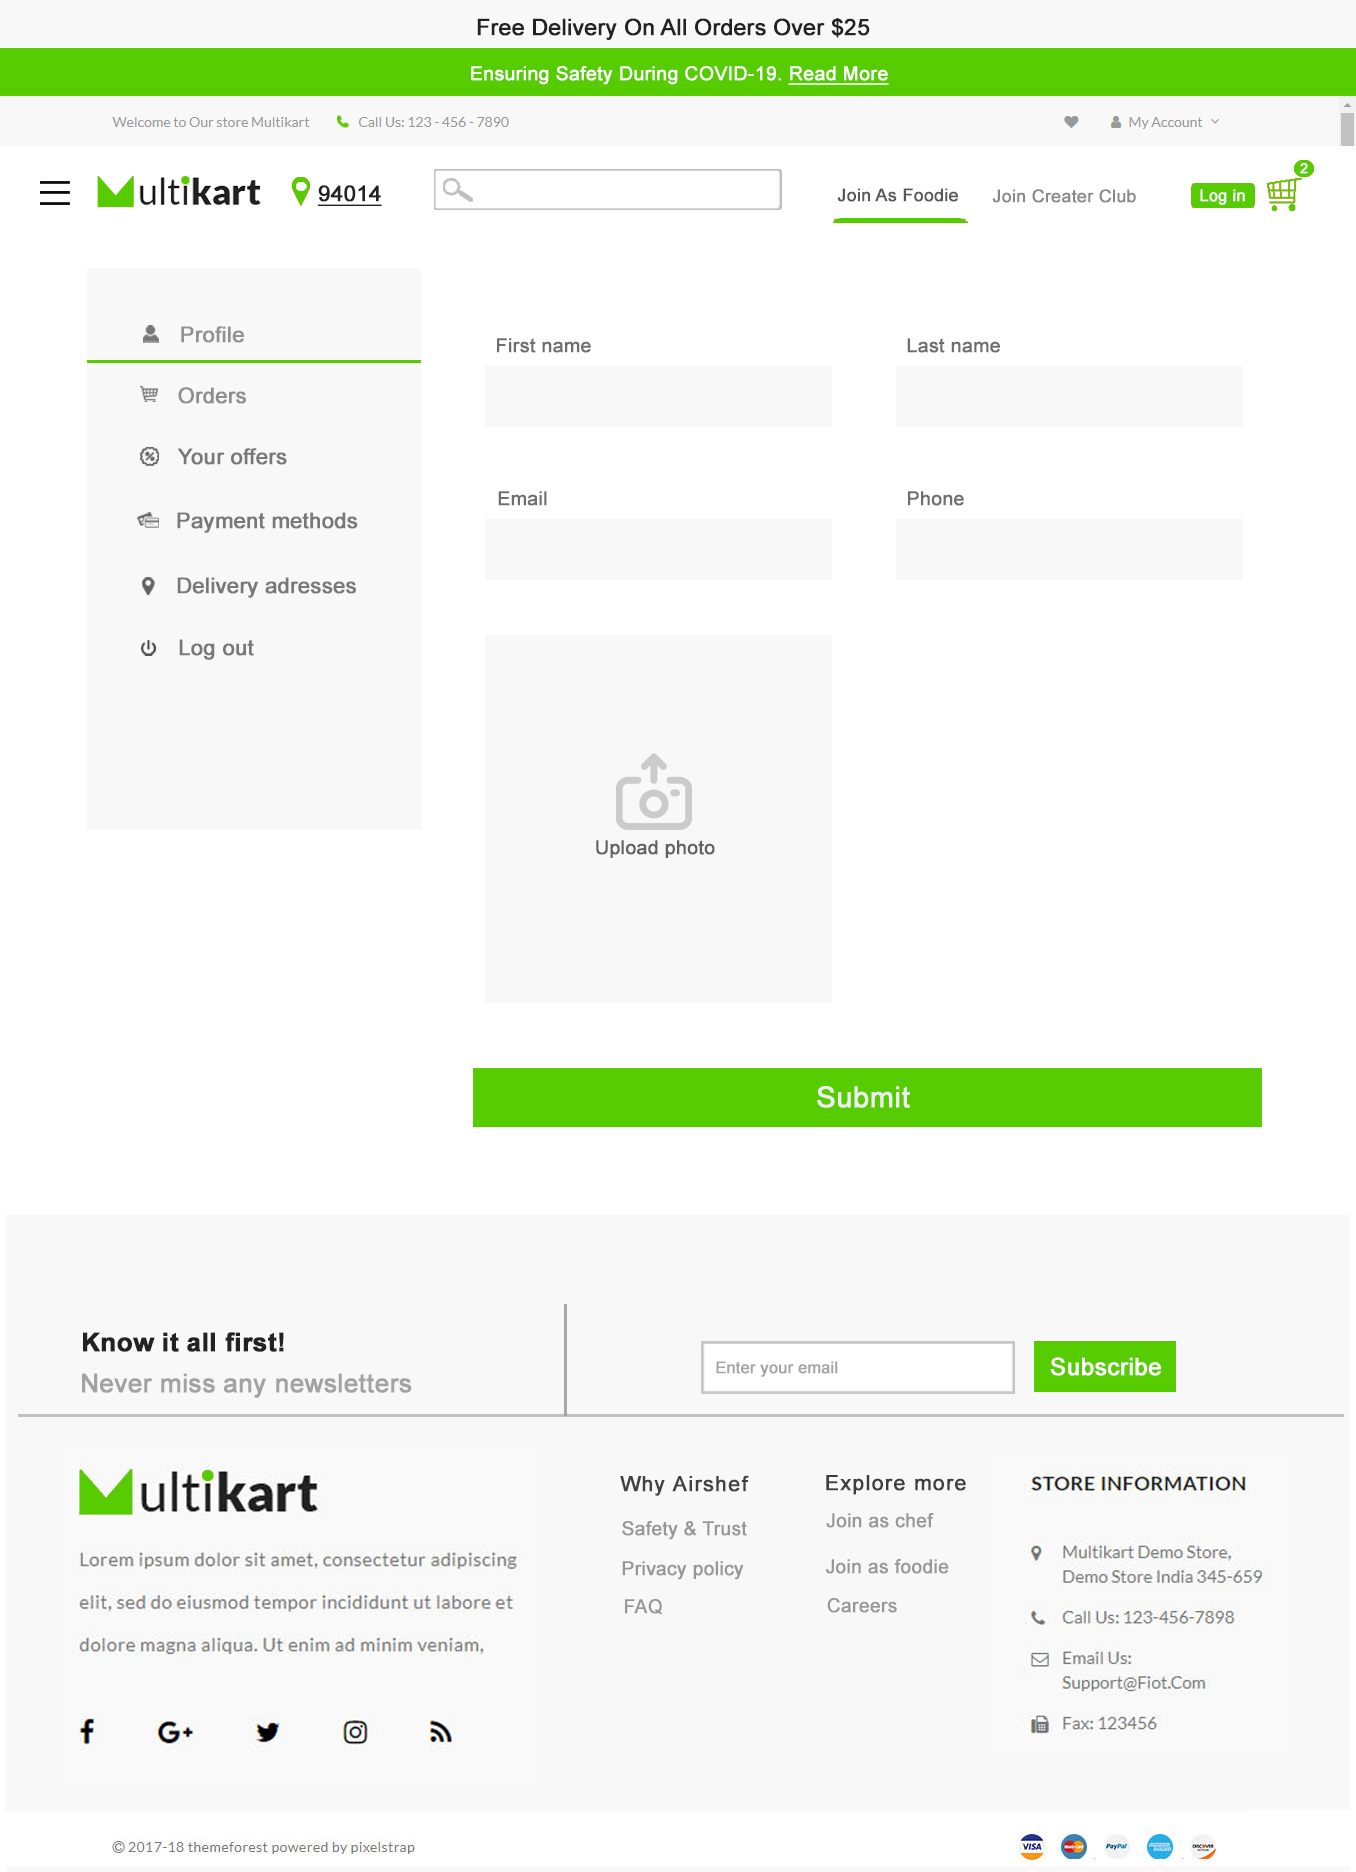 Free Delivery On All Orders Over $25
Ensuring Safety During COVID-19. Read More
Welcome to Our store Multikart
Call Us: 123 - 456 - 7890
My Account
ultikart
94014
Join As Foodie
Join Creater Club
Log in
2
Profile
Orders
Your offers
Payment methods
Delivery adresses
Log out
First name
Last name
Email
Phone
Upload photo
Submit
Know it all first!
Never miss any newsletters
Enter your email
Subscribe
ultikart
Lorem ipsum dolor sit amet, consectetur adipiscing
elit, sed do eiusmod tempor incididunt ut labore et
dolore magna aliqua. Ut enim ad minim veniam,
Why Airshef
Safety & Trust
Privacy policy
FAQ
Explore more
Join as chef
Join as foodie
Careers
STORE INFORMATION
Multikart Demo Store,
Demo Store India 345-659
Call Us: 123-456-7898
Email Us:
Support@Fiot.Com
Fax: 123456
© 2017-18 themeforest powered by pixelstrap
VISA
PayPal
DISCOVER